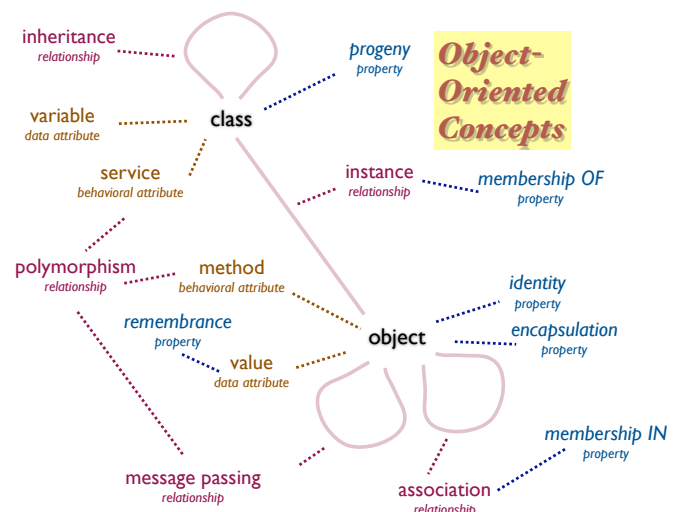 inheritance
relationship
progeny
property
Object-
Oriented
Concepts
variable
data attribute
class
service
behavioral attribute
instance
relationship
membership OF
property
polymorphism
relationship
method
behavioral attribute
identity
property
remembrance
property
encapsulation
property
object
value
data attribute
membership IN
property
message passing
relationship
association
relationship